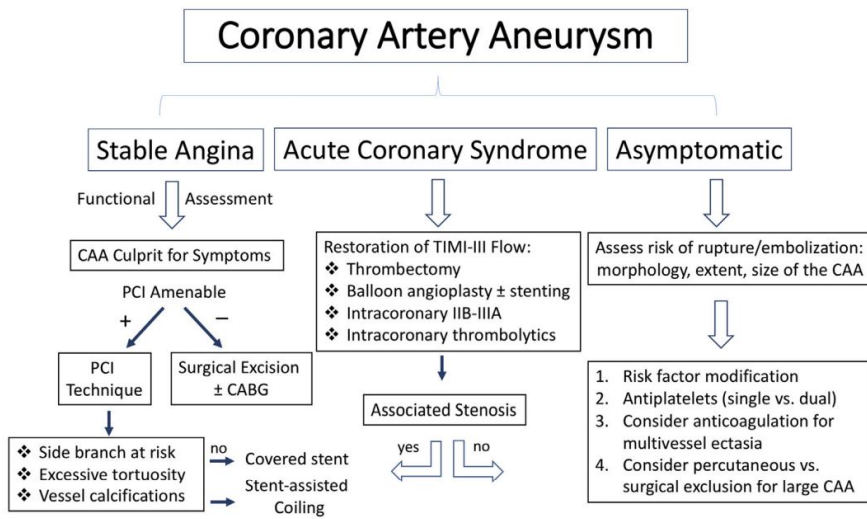 Coronary Artery Aneurysm
Stable Angina
Functional Assessment
CAA Culprit for Symptoms
PCI Amenable
+
−
PCI
Technique
Surgical Excision
± CABG
❖ Side branch at risk
❖ Excessive tortuosity
❖ Vessel calcifications
no
Covered stent
Stent-assisted
Coiling
Acute Coronary Syndrome
Restoration of TIMI-III Flow:
❖ Thrombectomy
❖ Balloon angioplasty ± stenting
❖ Intracoronary IIB-IIIA
❖ Intracoronary thrombolytics
Associated Stenosis
yes
no
Asymptomatic
Assess risk of rupture/embolization:
morphology, extent, size of the CAA
1. Risk factor modification
2. Antiplatelets (single vs. dual)
3. Consider anticoagulation for
multivessel ectasia
4. Consider percutaneous vs.
surgical exclusion for large CAA